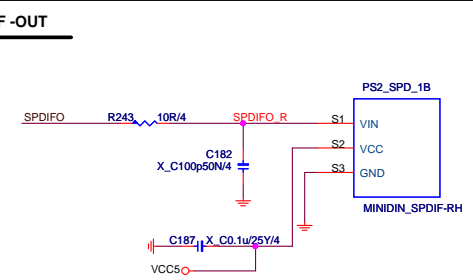 F -OUT
PS2_SPD_1B
SPDIFO R243 10R/4 SPDIFO_R S1 VIN
S2 VCC
C182
X_C100p50N/4
S3 GND
MINIDIN_SPDIF-RH
C187 X_C0.1u/25Y/4
VCC5